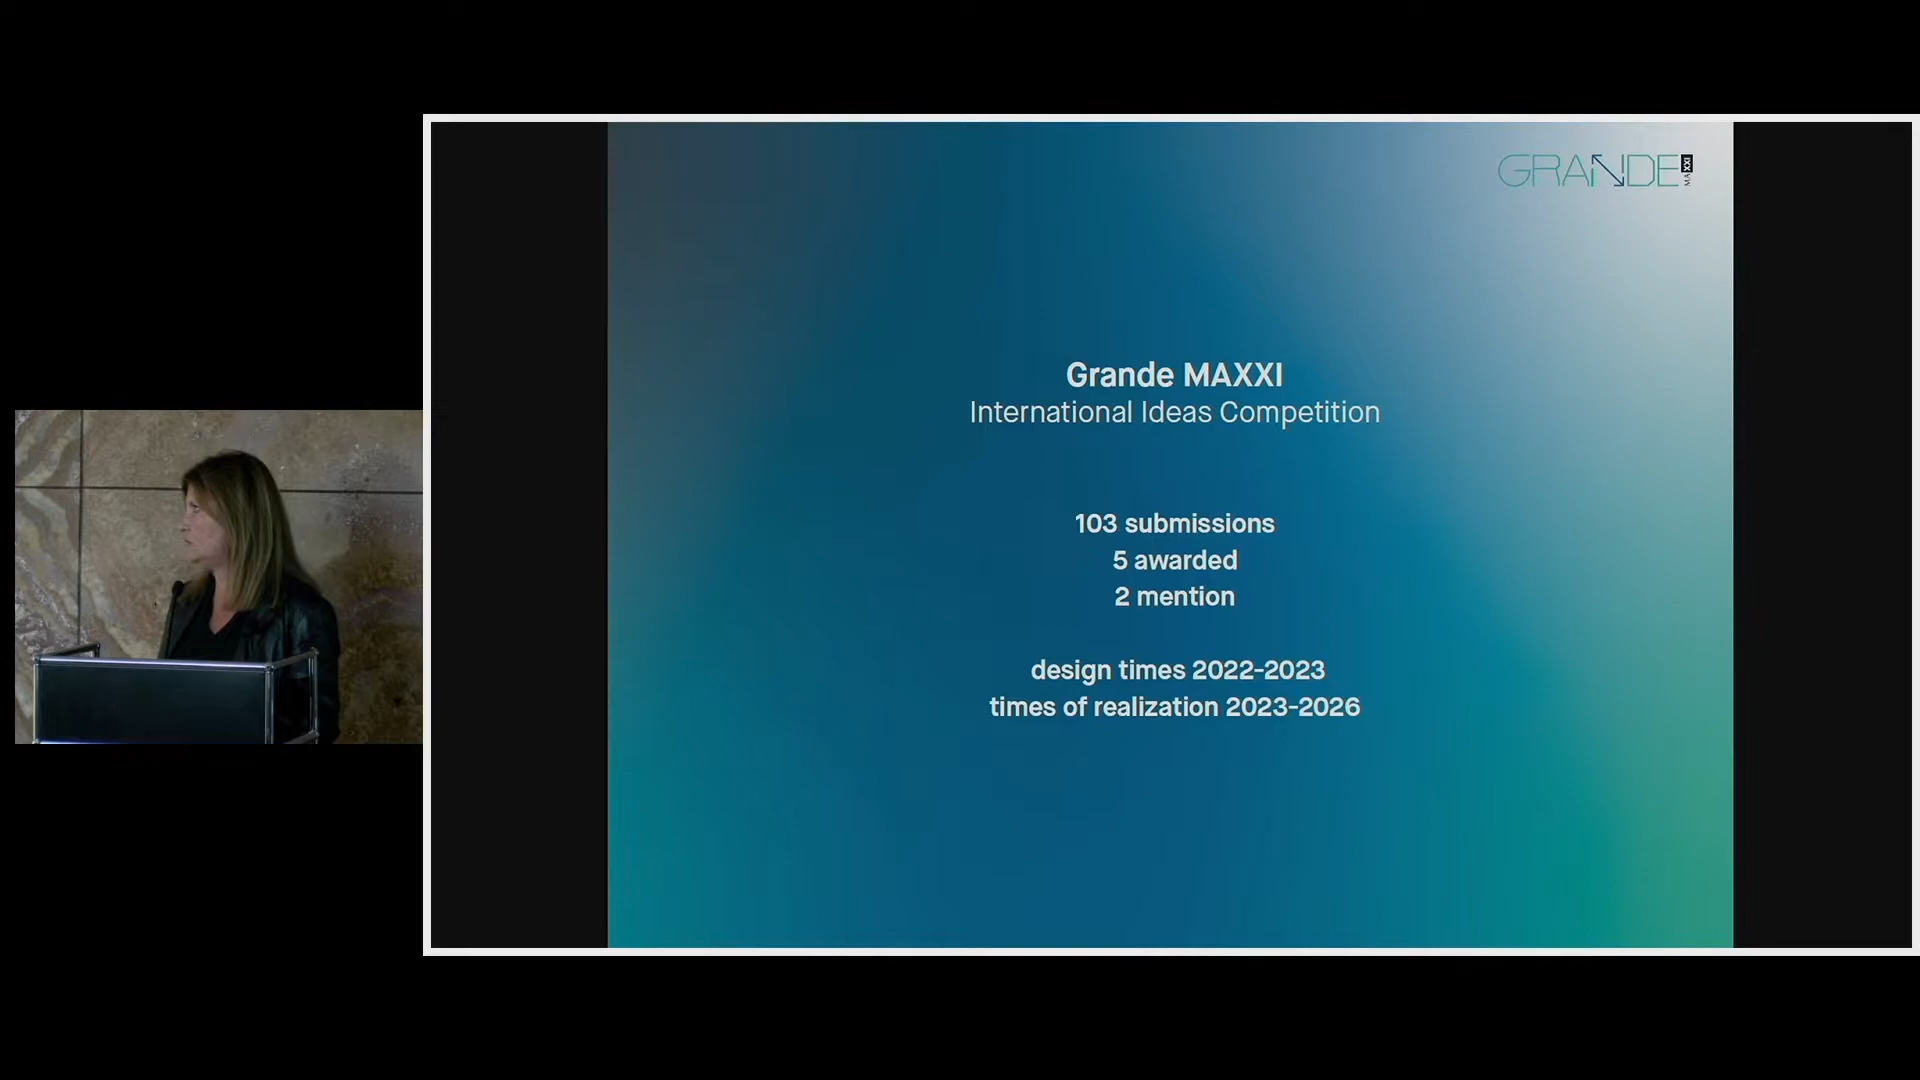 GRANDE MAXXI
Grande MAXXI
International Ideas Competition
103 submissions
5 awarded
2 mention
design times 2022-2023
times of realization 2023-2026